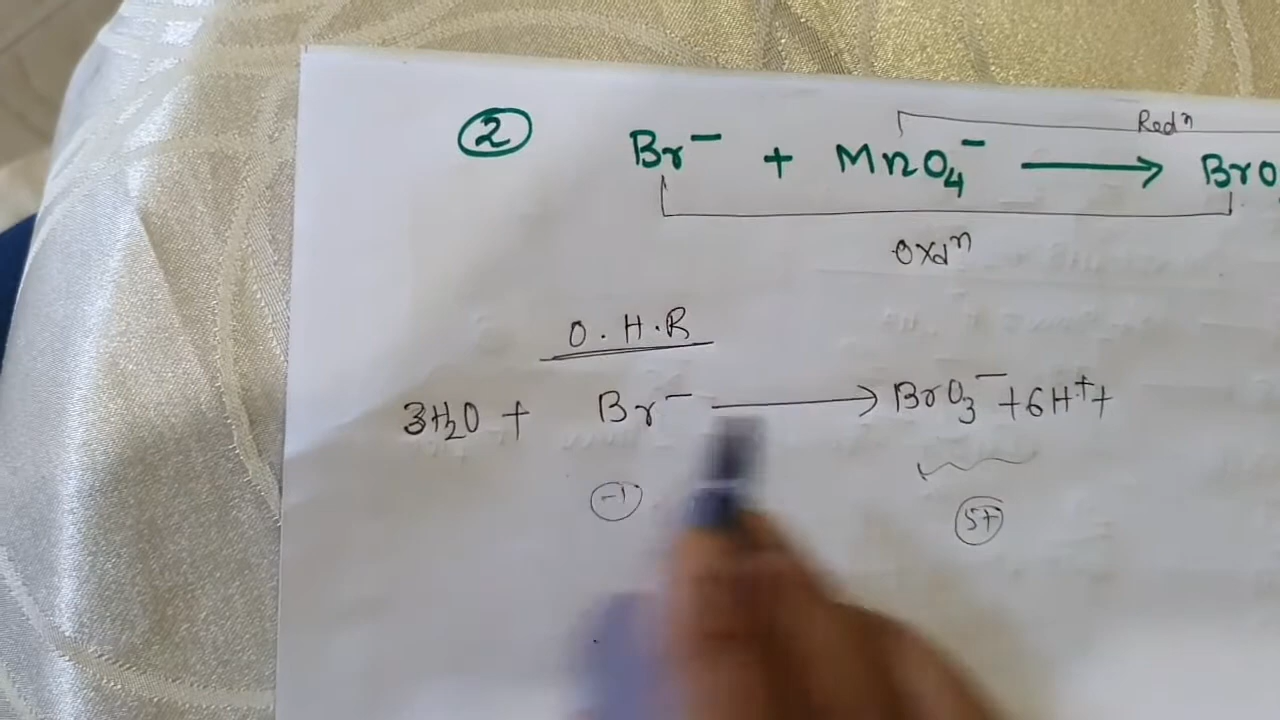 Redⁿ
② Br⁻ + MnO₄⁻ ⟶ BrO
Oxdⁿ
O.H.R
3H₂O + Br⁻ ⟶ BrO₃⁻ + 6H⁺ +
-1 5+